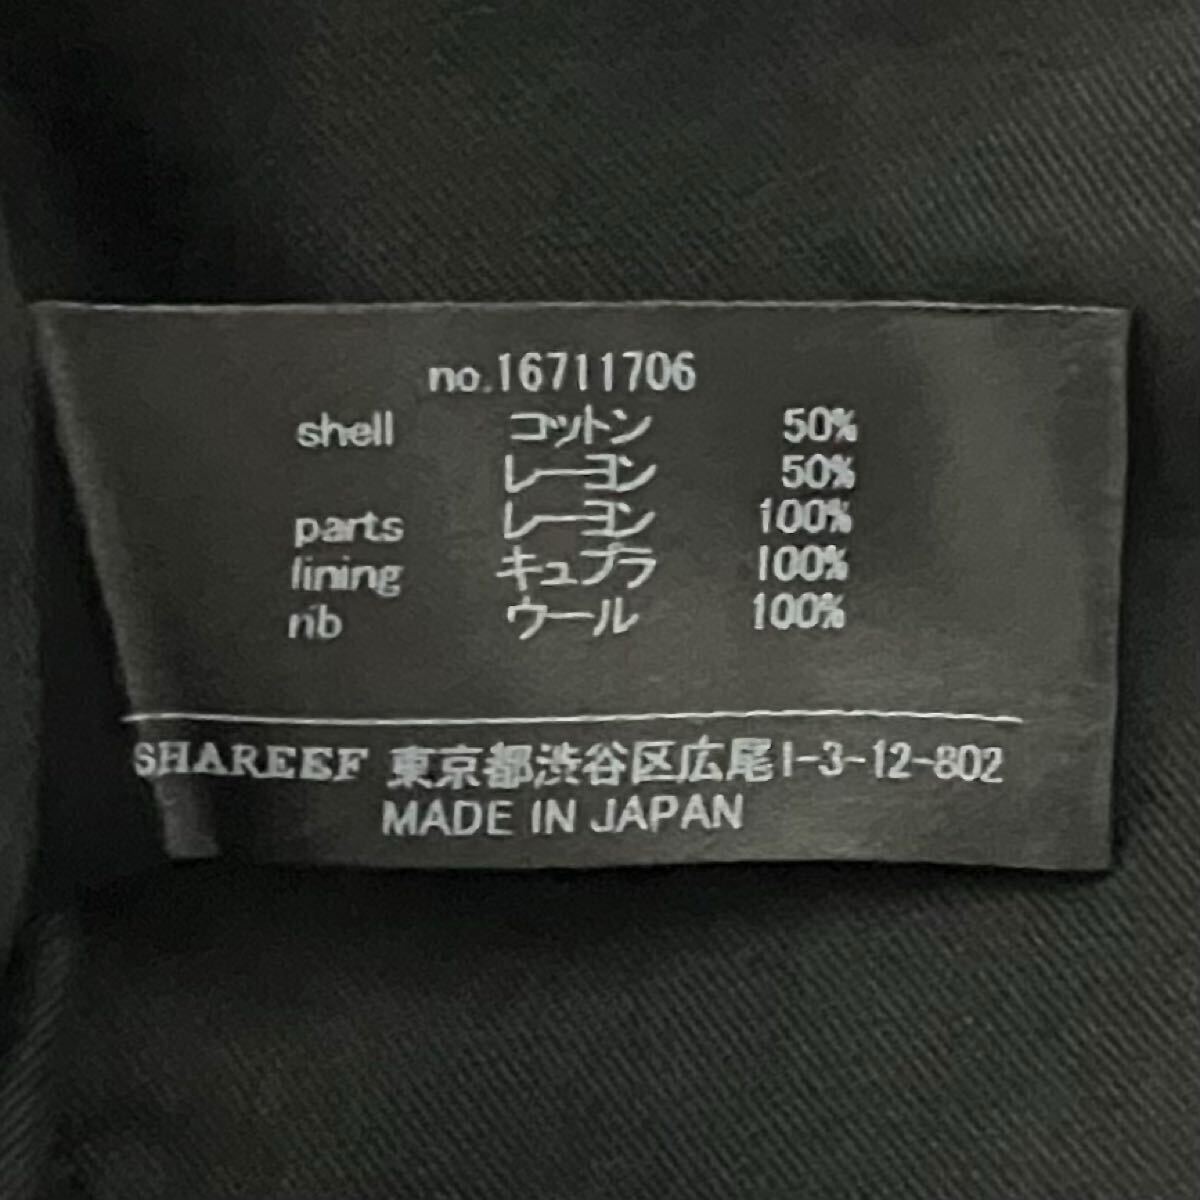 no.16711706
shell コットン 50%
レーヨン 50%
parts レーヨン 100%
lining キュプラ 100%
rib ウール 100%
SHAREEF 東京都渋谷区広尾1-3-12-802
MADE IN JAPAN